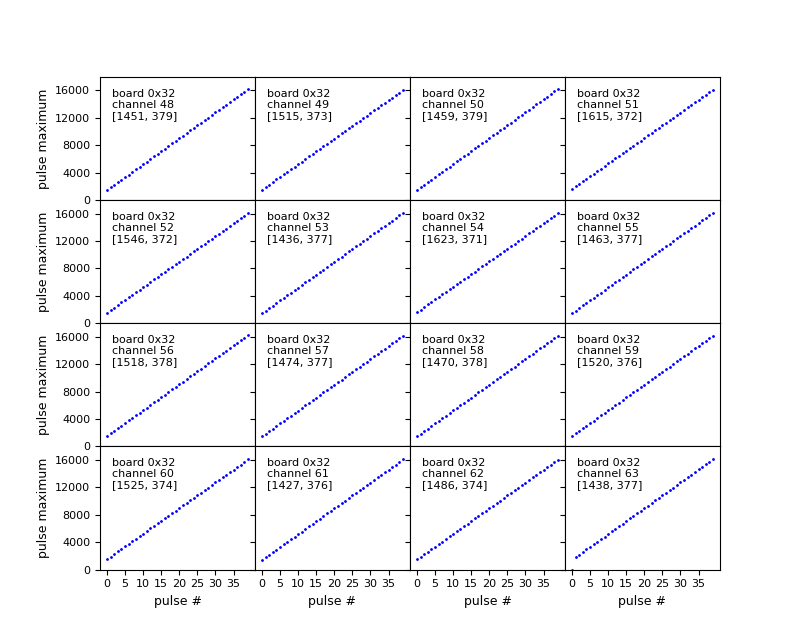 pulse maximum
16000
12000
8000
4000
0
board 0x32
channel 48
[1451, 379]
board 0x32
channel 49
[1515, 373]
board 0x32
channel 50
[1459, 379]
board 0x32
channel 51
[1615, 372]
pulse maximum
16000
12000
8000
4000
0
board 0x32
channel 52
[1546, 372]
board 0x32
channel 53
[1436, 377]
board 0x32
channel 54
[1623, 371]
board 0x32
channel 55
[1463, 377]
pulse maximum
16000
12000
8000
4000
0
board 0x32
channel 56
[1518, 378]
board 0x32
channel 57
[1474, 377]
board 0x32
channel 58
[1470, 378]
board 0x32
channel 59
[1520, 376]
pulse maximum
16000
12000
8000
4000
0
board 0x32
channel 60
[1525, 374]
board 0x32
channel 61
[1427, 376]
board 0x32
channel 62
[1486, 374]
board 0x32
channel 63
[1438, 377]
0 5 10 15 20 25 30 35
0 5 10 15 20 25 30 35
0 5 10 15 20 25 30 35
0 5 10 15 20 25 30 35
pulse #
pulse #
pulse #
pulse #